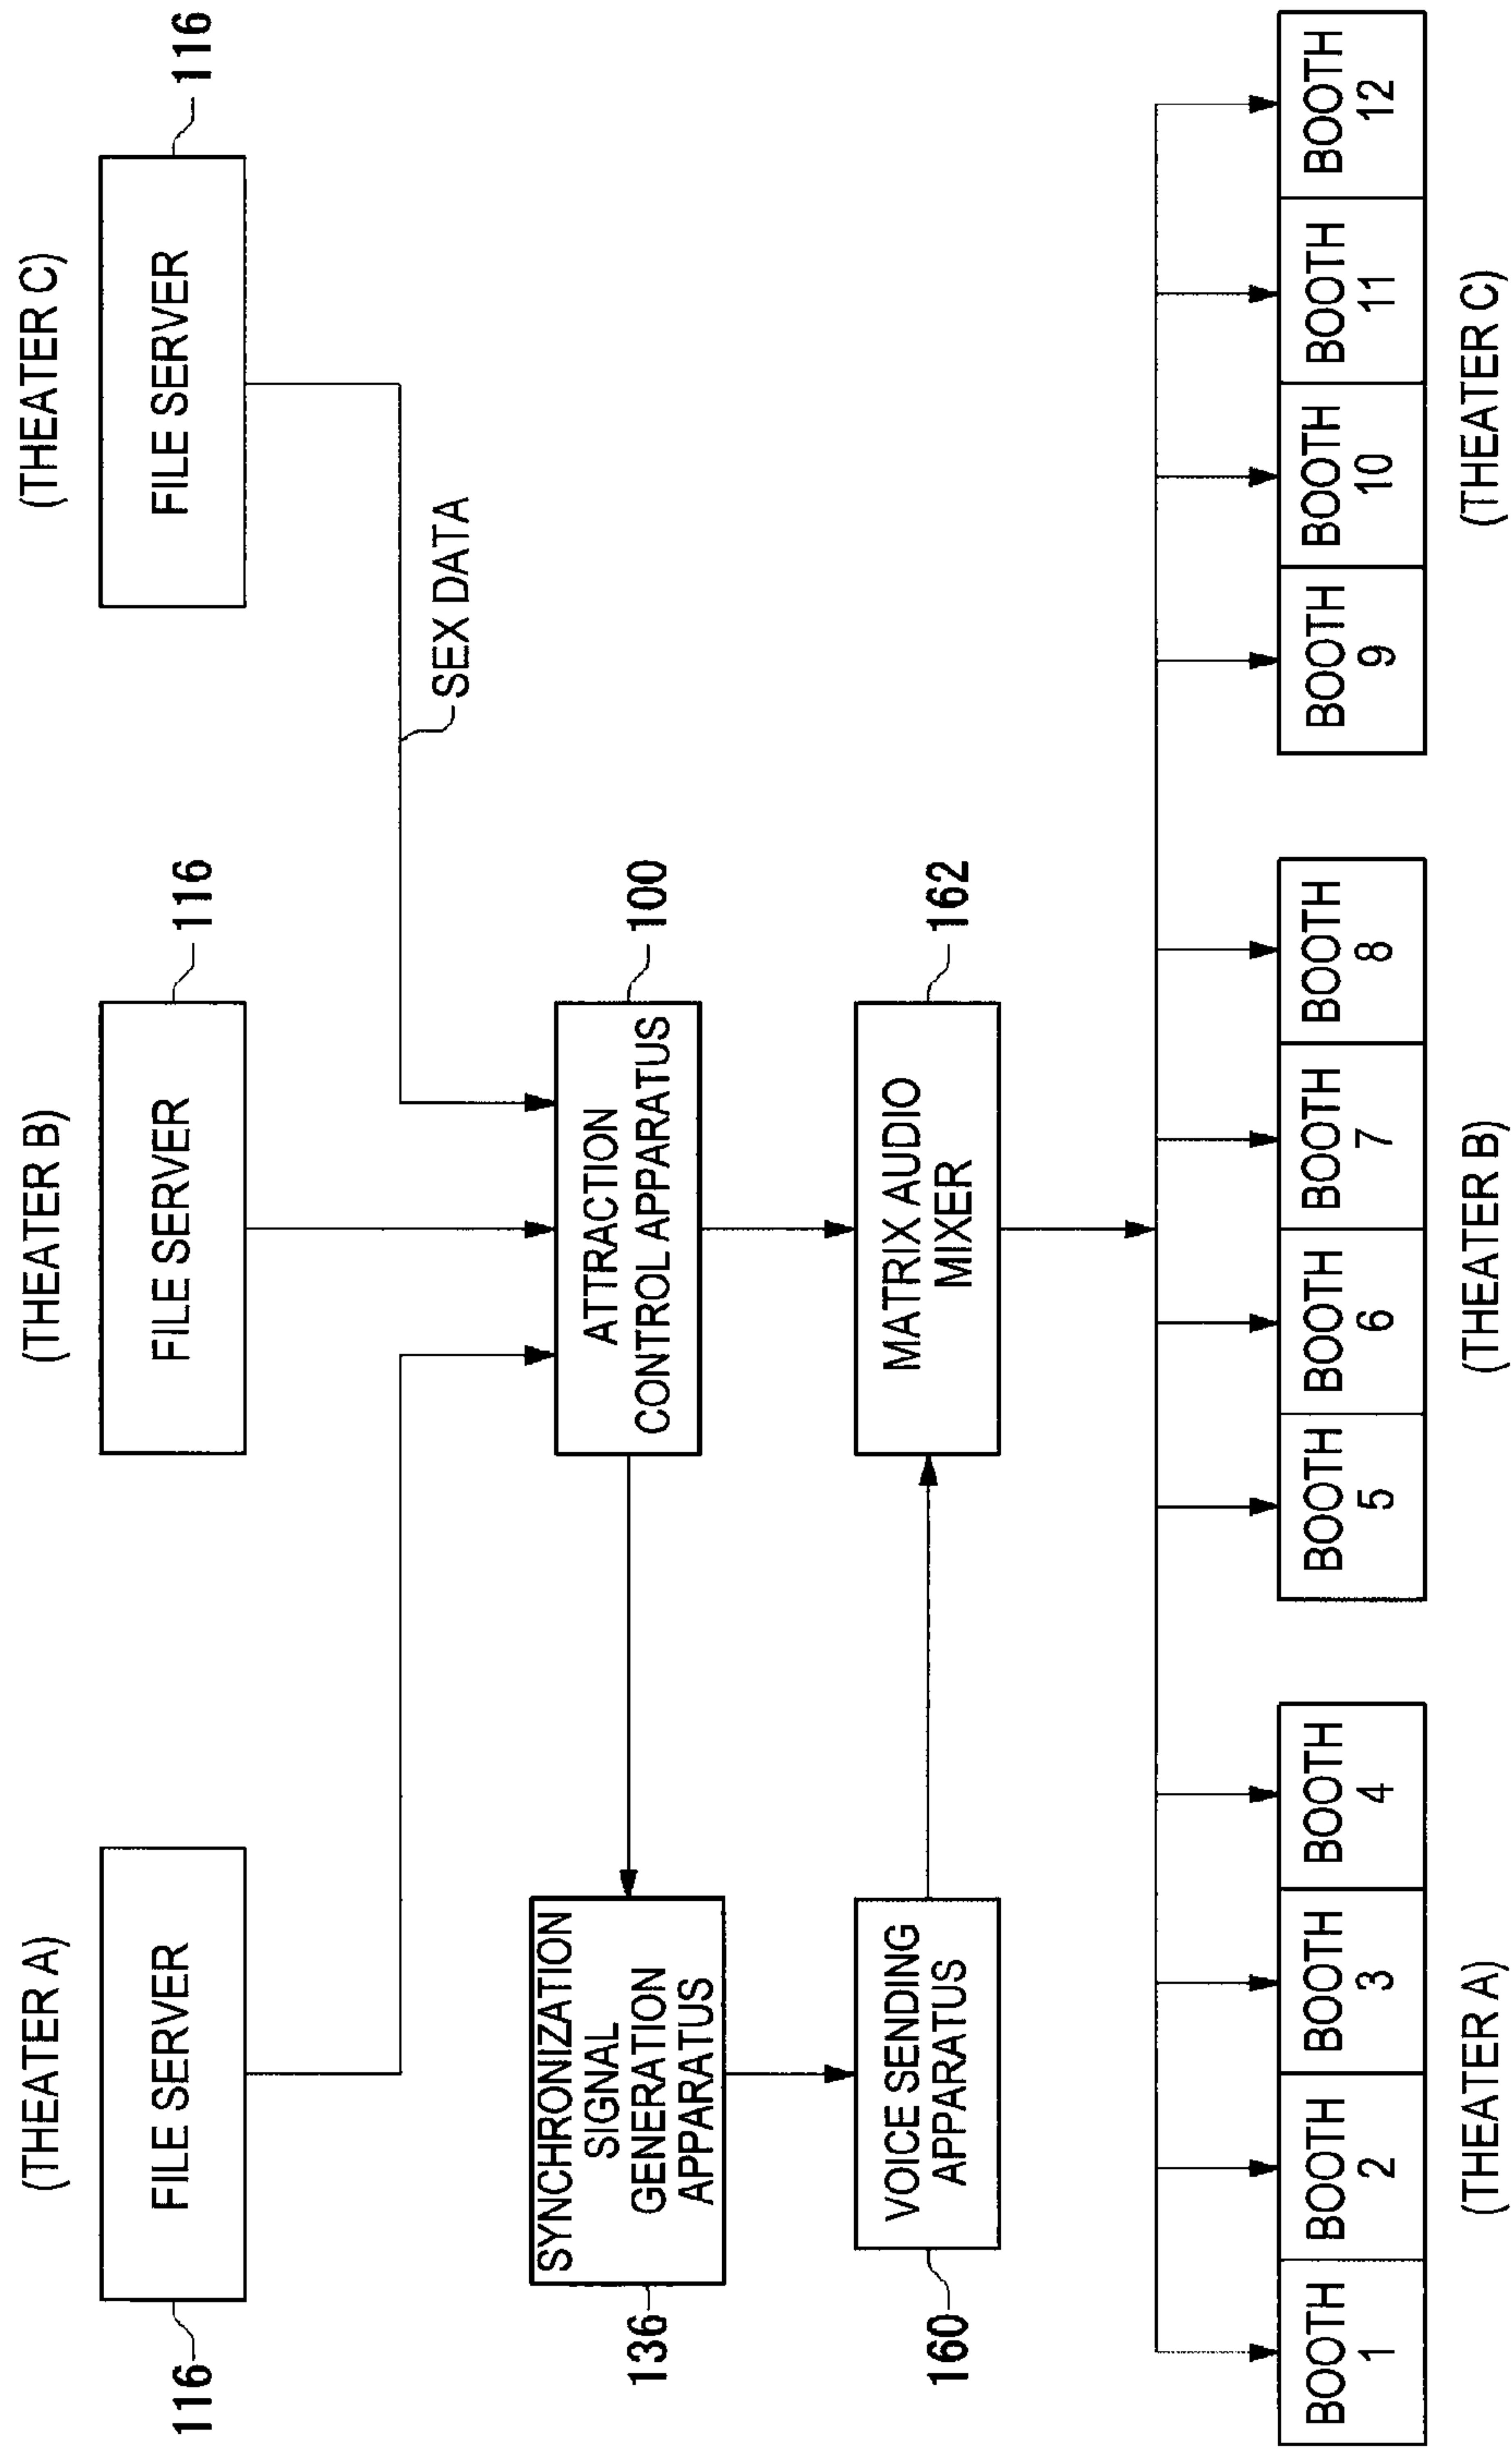 (THEATER A)
(THEATER B)
(THEATER C)
116
FILE SERVER
FILE SERVER
116
FILE SERVER
116
SEX DATA
136
SYNCHRONIZATION
SIGNAL
GENERATION
APPARATUS
ATTRACTION
CONTROL APPARATUS
100
160
VOICE SENDING
APPARATUS
MATRIX AUDIO
MIXER
162
BOOTH
1
BOOTH
2
BOOTH
3
BOOTH
4
BOOTH
5
BOOTH
6
BOOTH
7
BOOTH
8
BOOTH
9
BOOTH
10
BOOTH
11
BOOTH
12
(THEATER A)
(THEATER B)
(THEATER C)